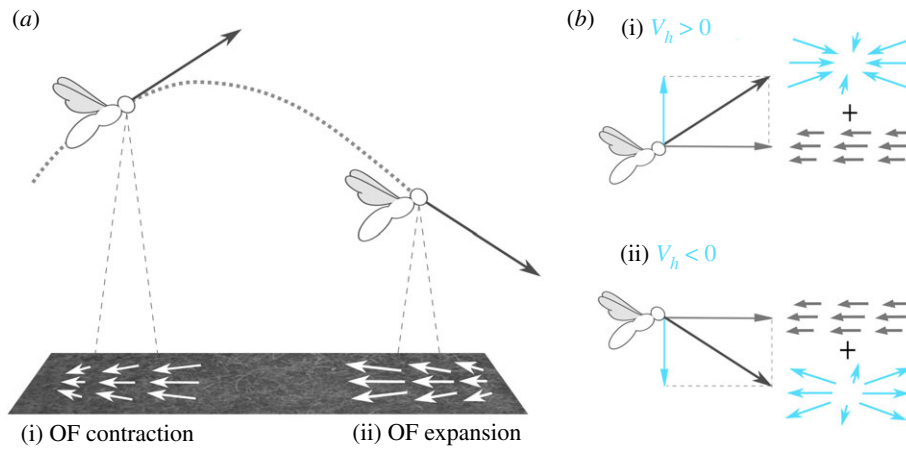 (a)
(b)
(i) V_h > 0
+
(ii) V_h < 0
+
(i) OF contraction
(ii) OF expansion